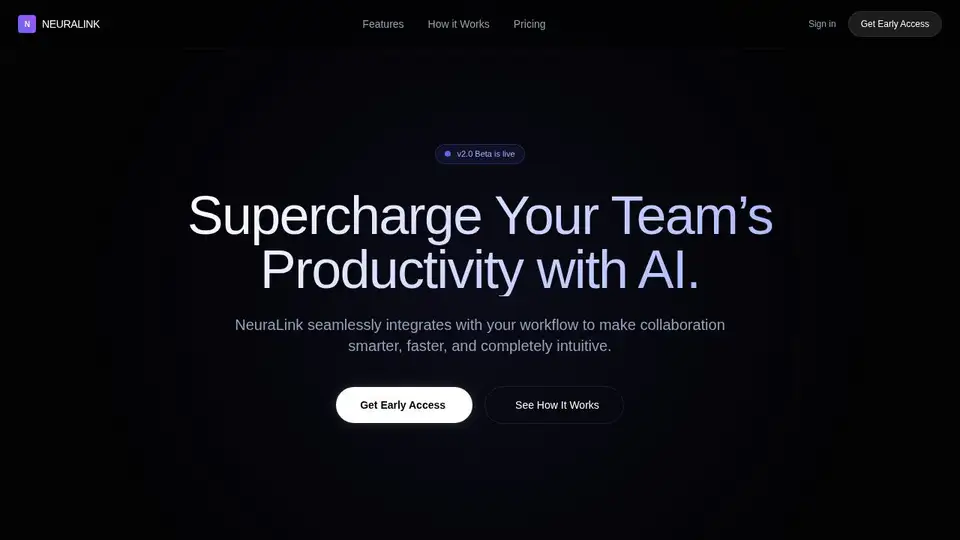 N NEURALINK
Features How it Works Pricing
Sign in Get Early Access
v2.0 Beta is live
Supercharge Your Team’s
Productivity with AI.
NeuraLink seamlessly integrates with your workflow to make collaboration
smarter, faster, and completely intuitive.
Get Early Access See How It Works